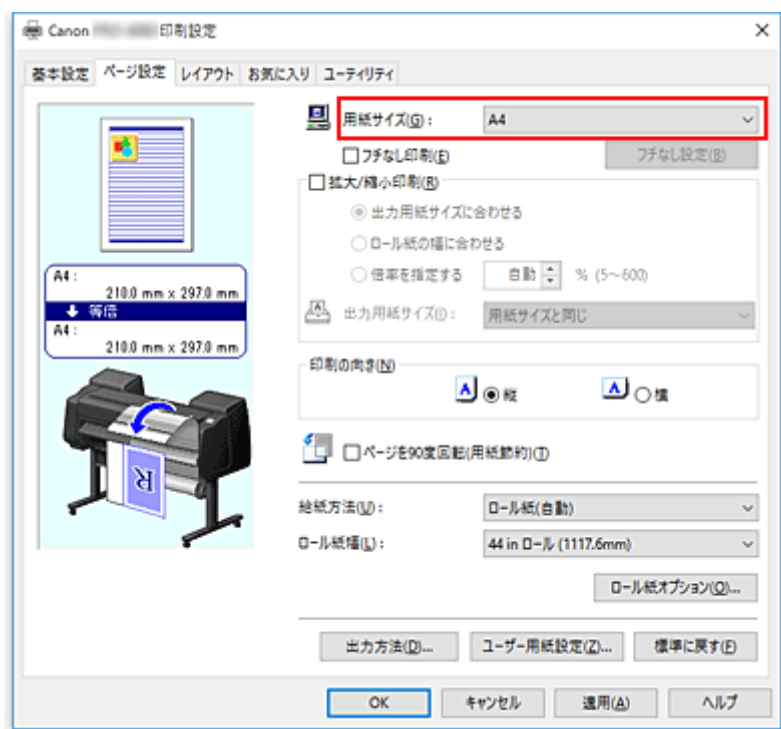 Canon 印刷設定
基本設定 ページ設定 レイアウト お気に入り ユーティリティ
用紙サイズ(G): A4
フチなし印刷(E) フチなし設定(B)
拡大/縮小印刷(R)
出力用紙サイズに合わせる
ロール紙の幅に合わせる
倍率を指定する 自動 % (5～600)
出力用紙サイズ(I): 用紙サイズと同じ
A4:
210.0 mm x 297.0 mm
等倍
A4:
210.0 mm x 297.0 mm
印刷の向き(N)
A 縦 A 横
R
ページを90度回転(用紙節約)(T)
給紙方法(U): ロール紙(自動)
ロール紙幅(L): 44 in ロール (1117.6mm)
ロール紙オプション(O)...
出力方法(D)... ユーザー用紙設定(Z)... 標準に戻す(F)
OK キャンセル 適用(A) ヘルプ